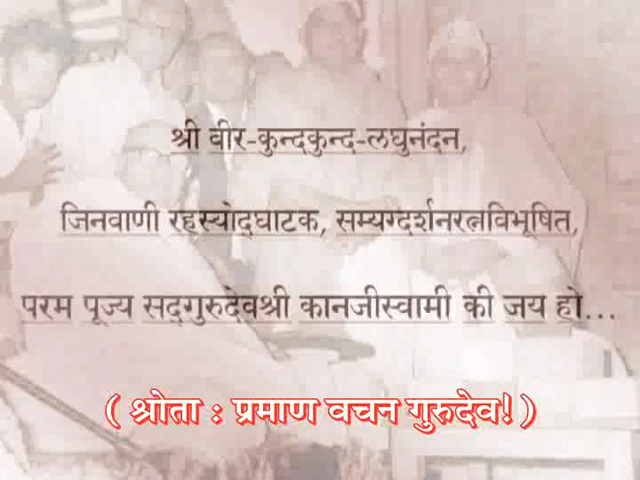 श्री वीर-कुन्दकुन्द-लघुनंदन,
जिनवाणी रहस्योद्घाटक, सम्यग्दर्शनरत्नविभूषित,
परम पूज्य सद्गुरुदेवश्री कानजीस्वामी की जय हो...
( श्रोता : प्रमाण वचन गुरुदेव! )